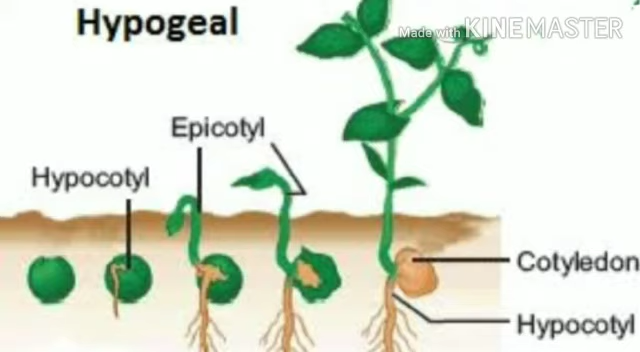 Hypogeal
Made with KINEMASTER
Epicotyl
Hypocotyl
Cotyledon
Hypocotyl